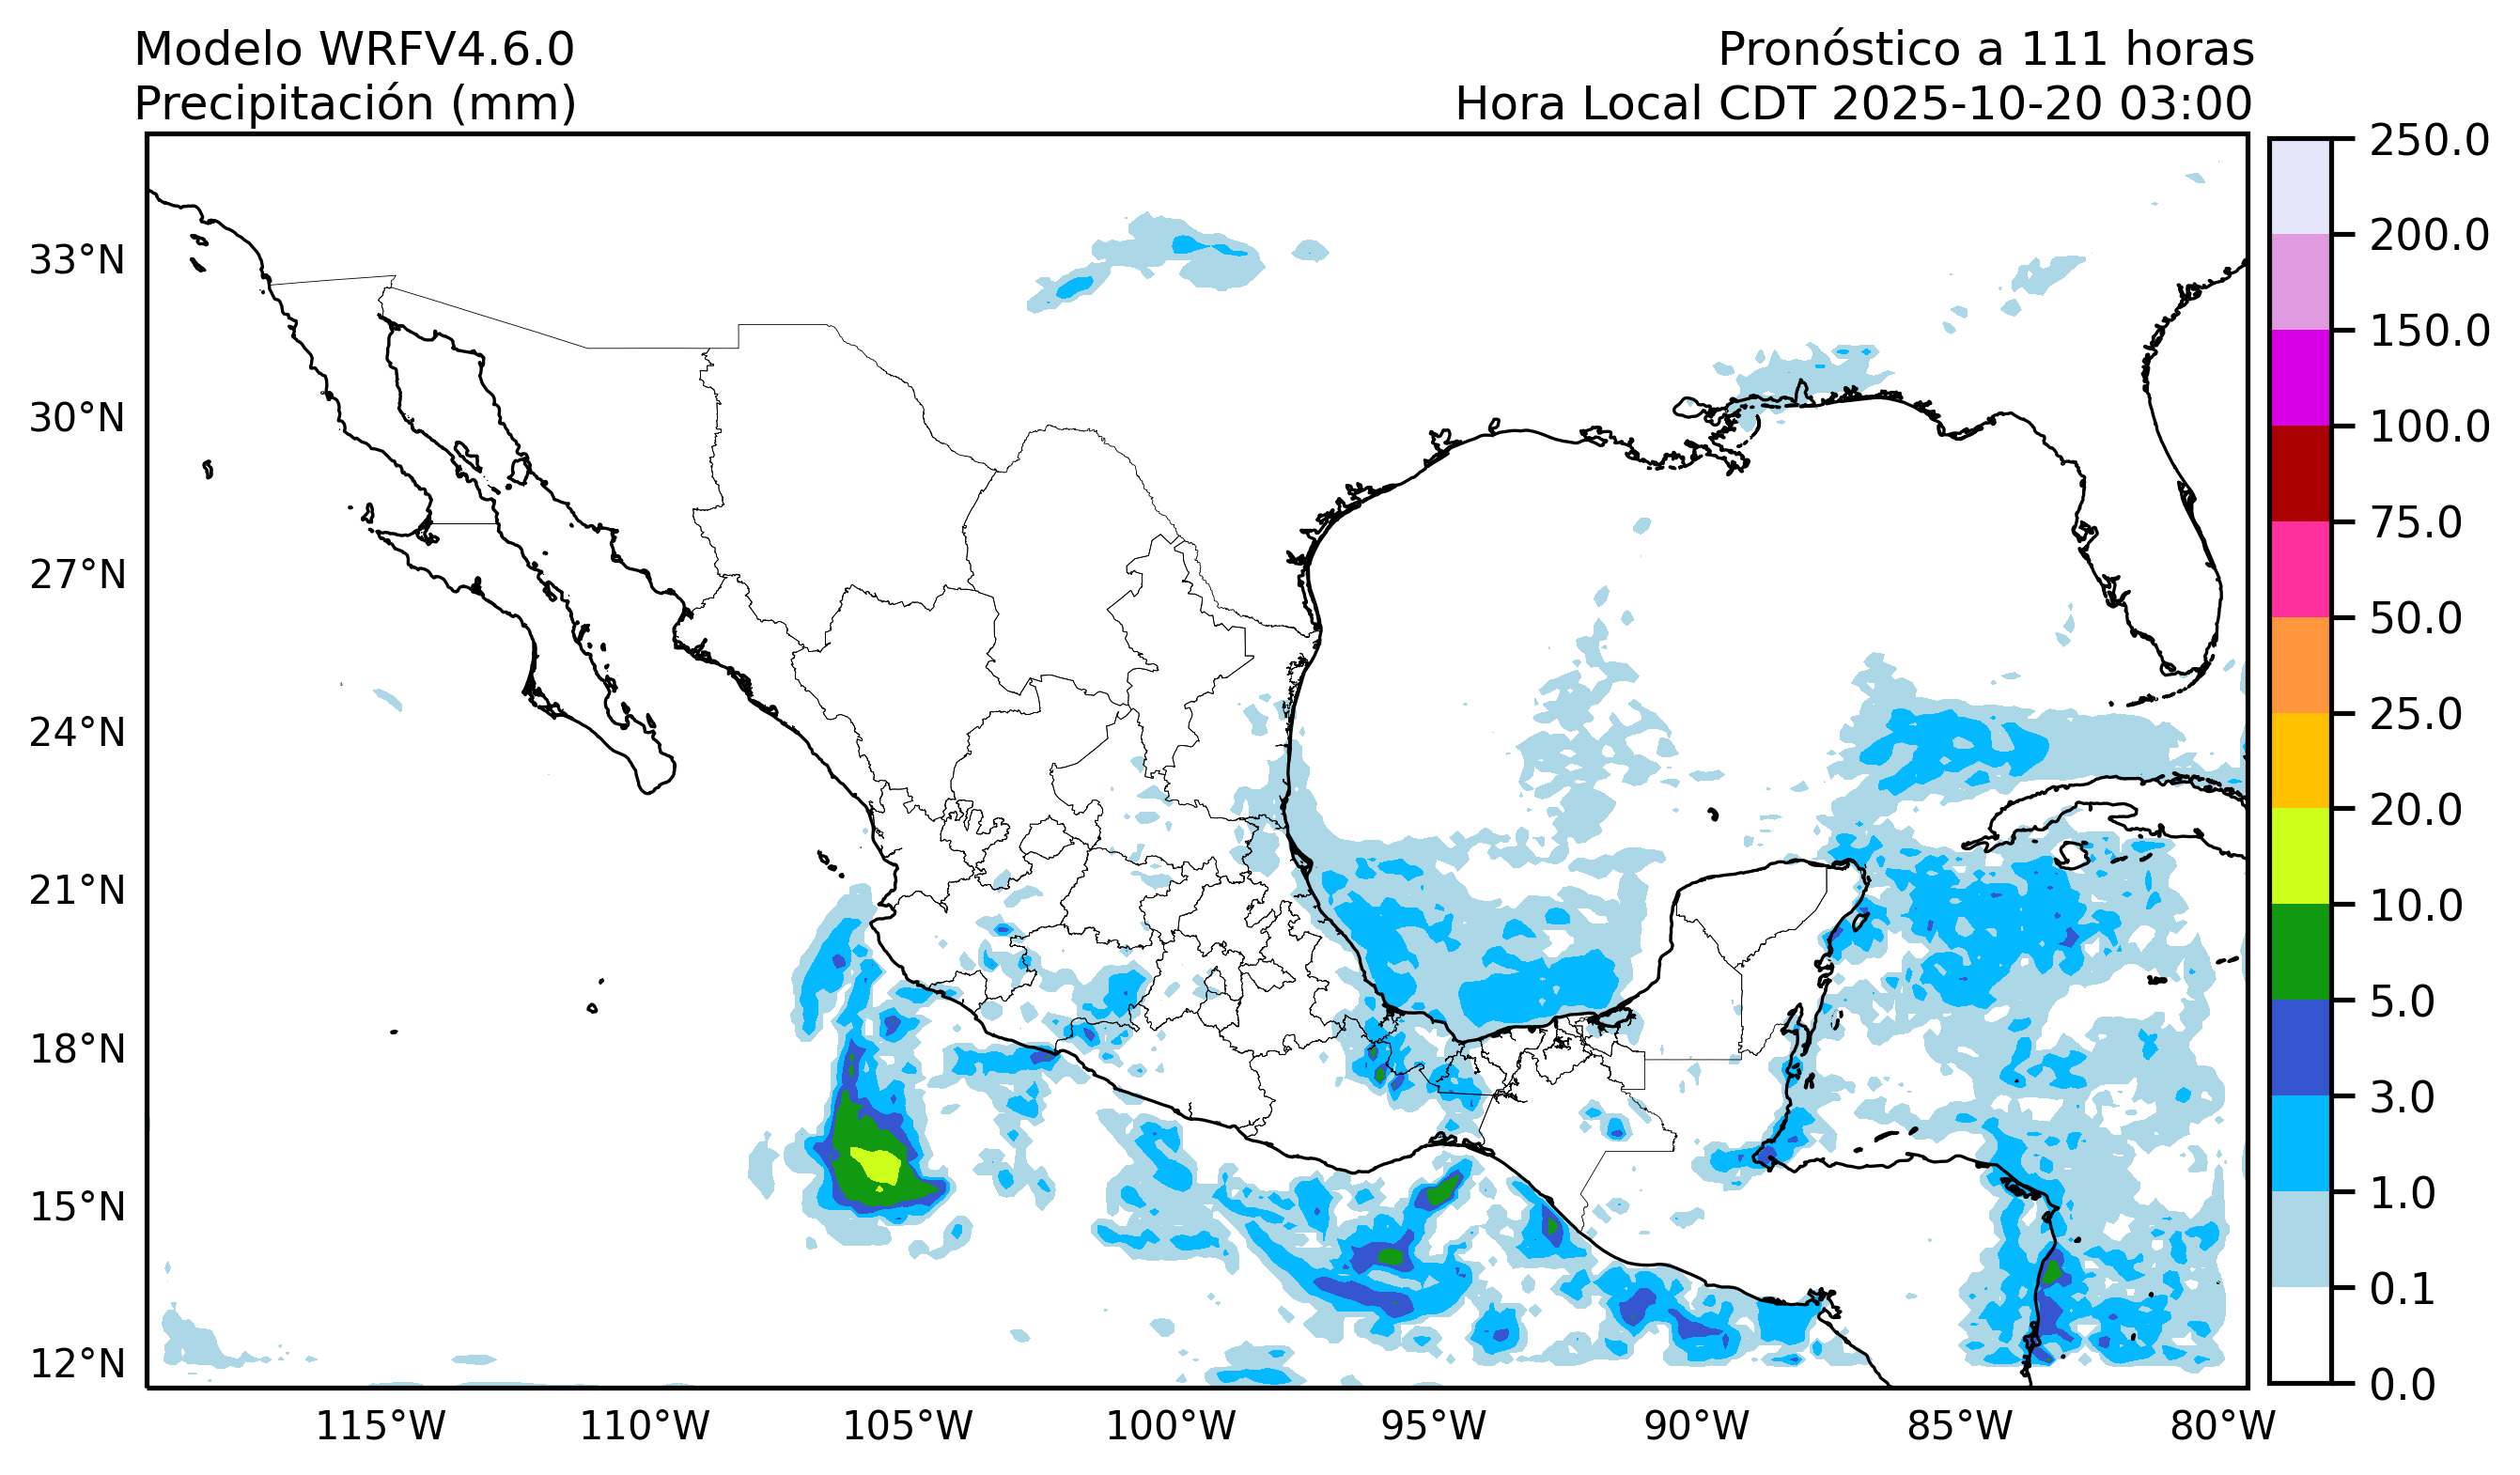 Modelo WRFV4.6.0
Precipitación (mm)
Pronóstico a 111 horas
Hora Local CDT 2025-10-20 03:00
33°N
30°N
27°N
24°N
21°N
18°N
15°N
12°N
115°W
110°W
105°W
100°W
95°W
90°W
85°W
80°W
250.0
200.0
150.0
100.0
75.0
50.0
25.0
20.0
10.0
5.0
3.0
1.0
0.1
0.0